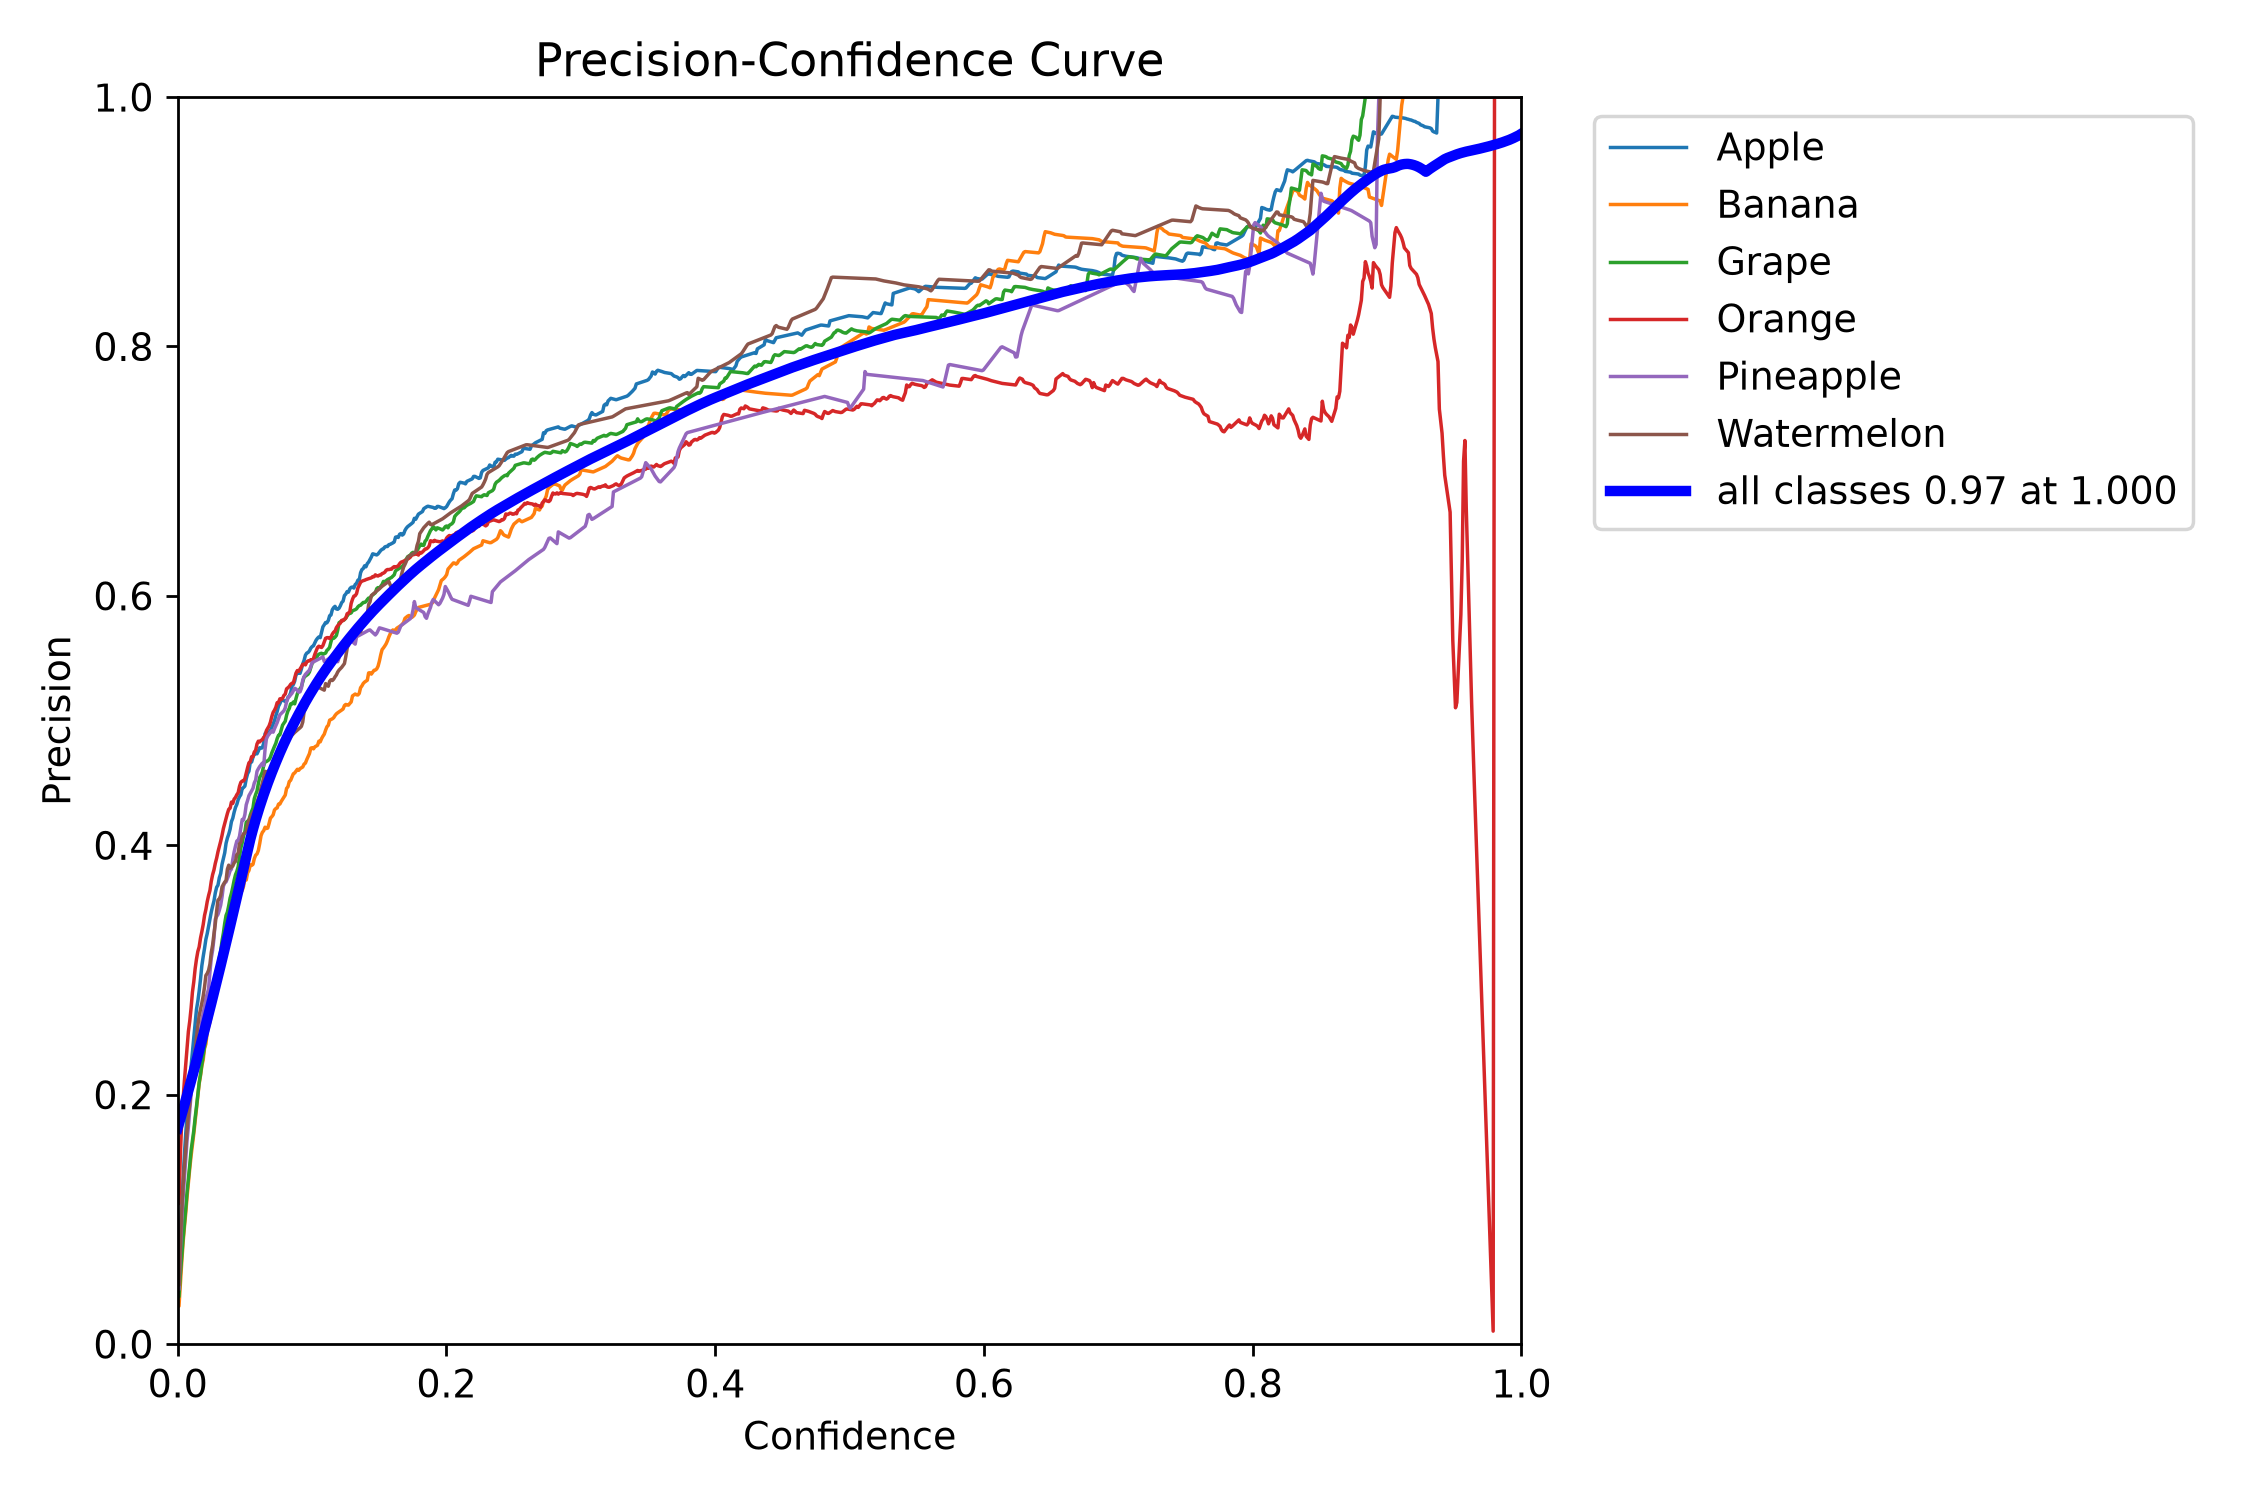 Precision-Confidence Curve
1.0
0.8
0.6
0.4
0.2
0.0
Precision
0.0 0.2 0.4 0.6 0.8 1.0
Confidence
Apple
Banana
Grape
Orange
Pineapple
Watermelon
all classes 0.97 at 1.000